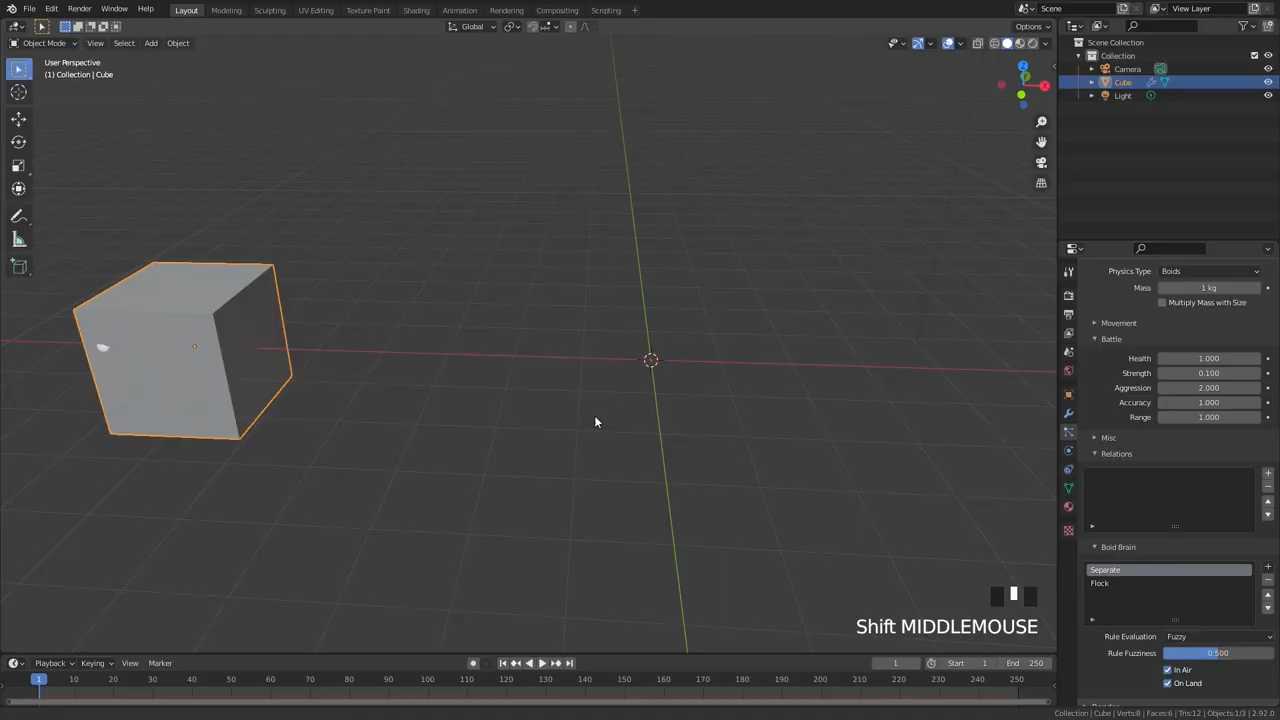 File Edit Render Window Help Layout Modeling Sculpting UV Editing Texture Paint Shading Animation Rendering Compositing Scripting + Scene View Layer
Global Options
Object Mode View Select Add Object
User Perspective
(1) Collection | Cube
Z
X
Scene Collection
Collection
Camera
Cube
Light
Physics Type Boids
Mass 1 kg
Multiply Mass with Size
Movement
Battle
Health 1.000
Strength 0.100
Aggression 2.000
Accuracy 1.000
Range 1.000
Misc
Relations
Boid Brain
Separate
Flock
Rule Evaluation Fuzzy
Rule Fuzziness 0.500
In Air
On Land
Shift MIDDLEMOUSE
Playback Keying View Marker 1 Start 1 End 250
1 10 20 30 40 50 60 70 80 90 100 110 120 130 140 150 160 170 180 190 200 210 220 230 240 250
Collection | Cube | Verts:8 | Faces:6 | Tris:12 | Objects:1/3 | 2.92.0